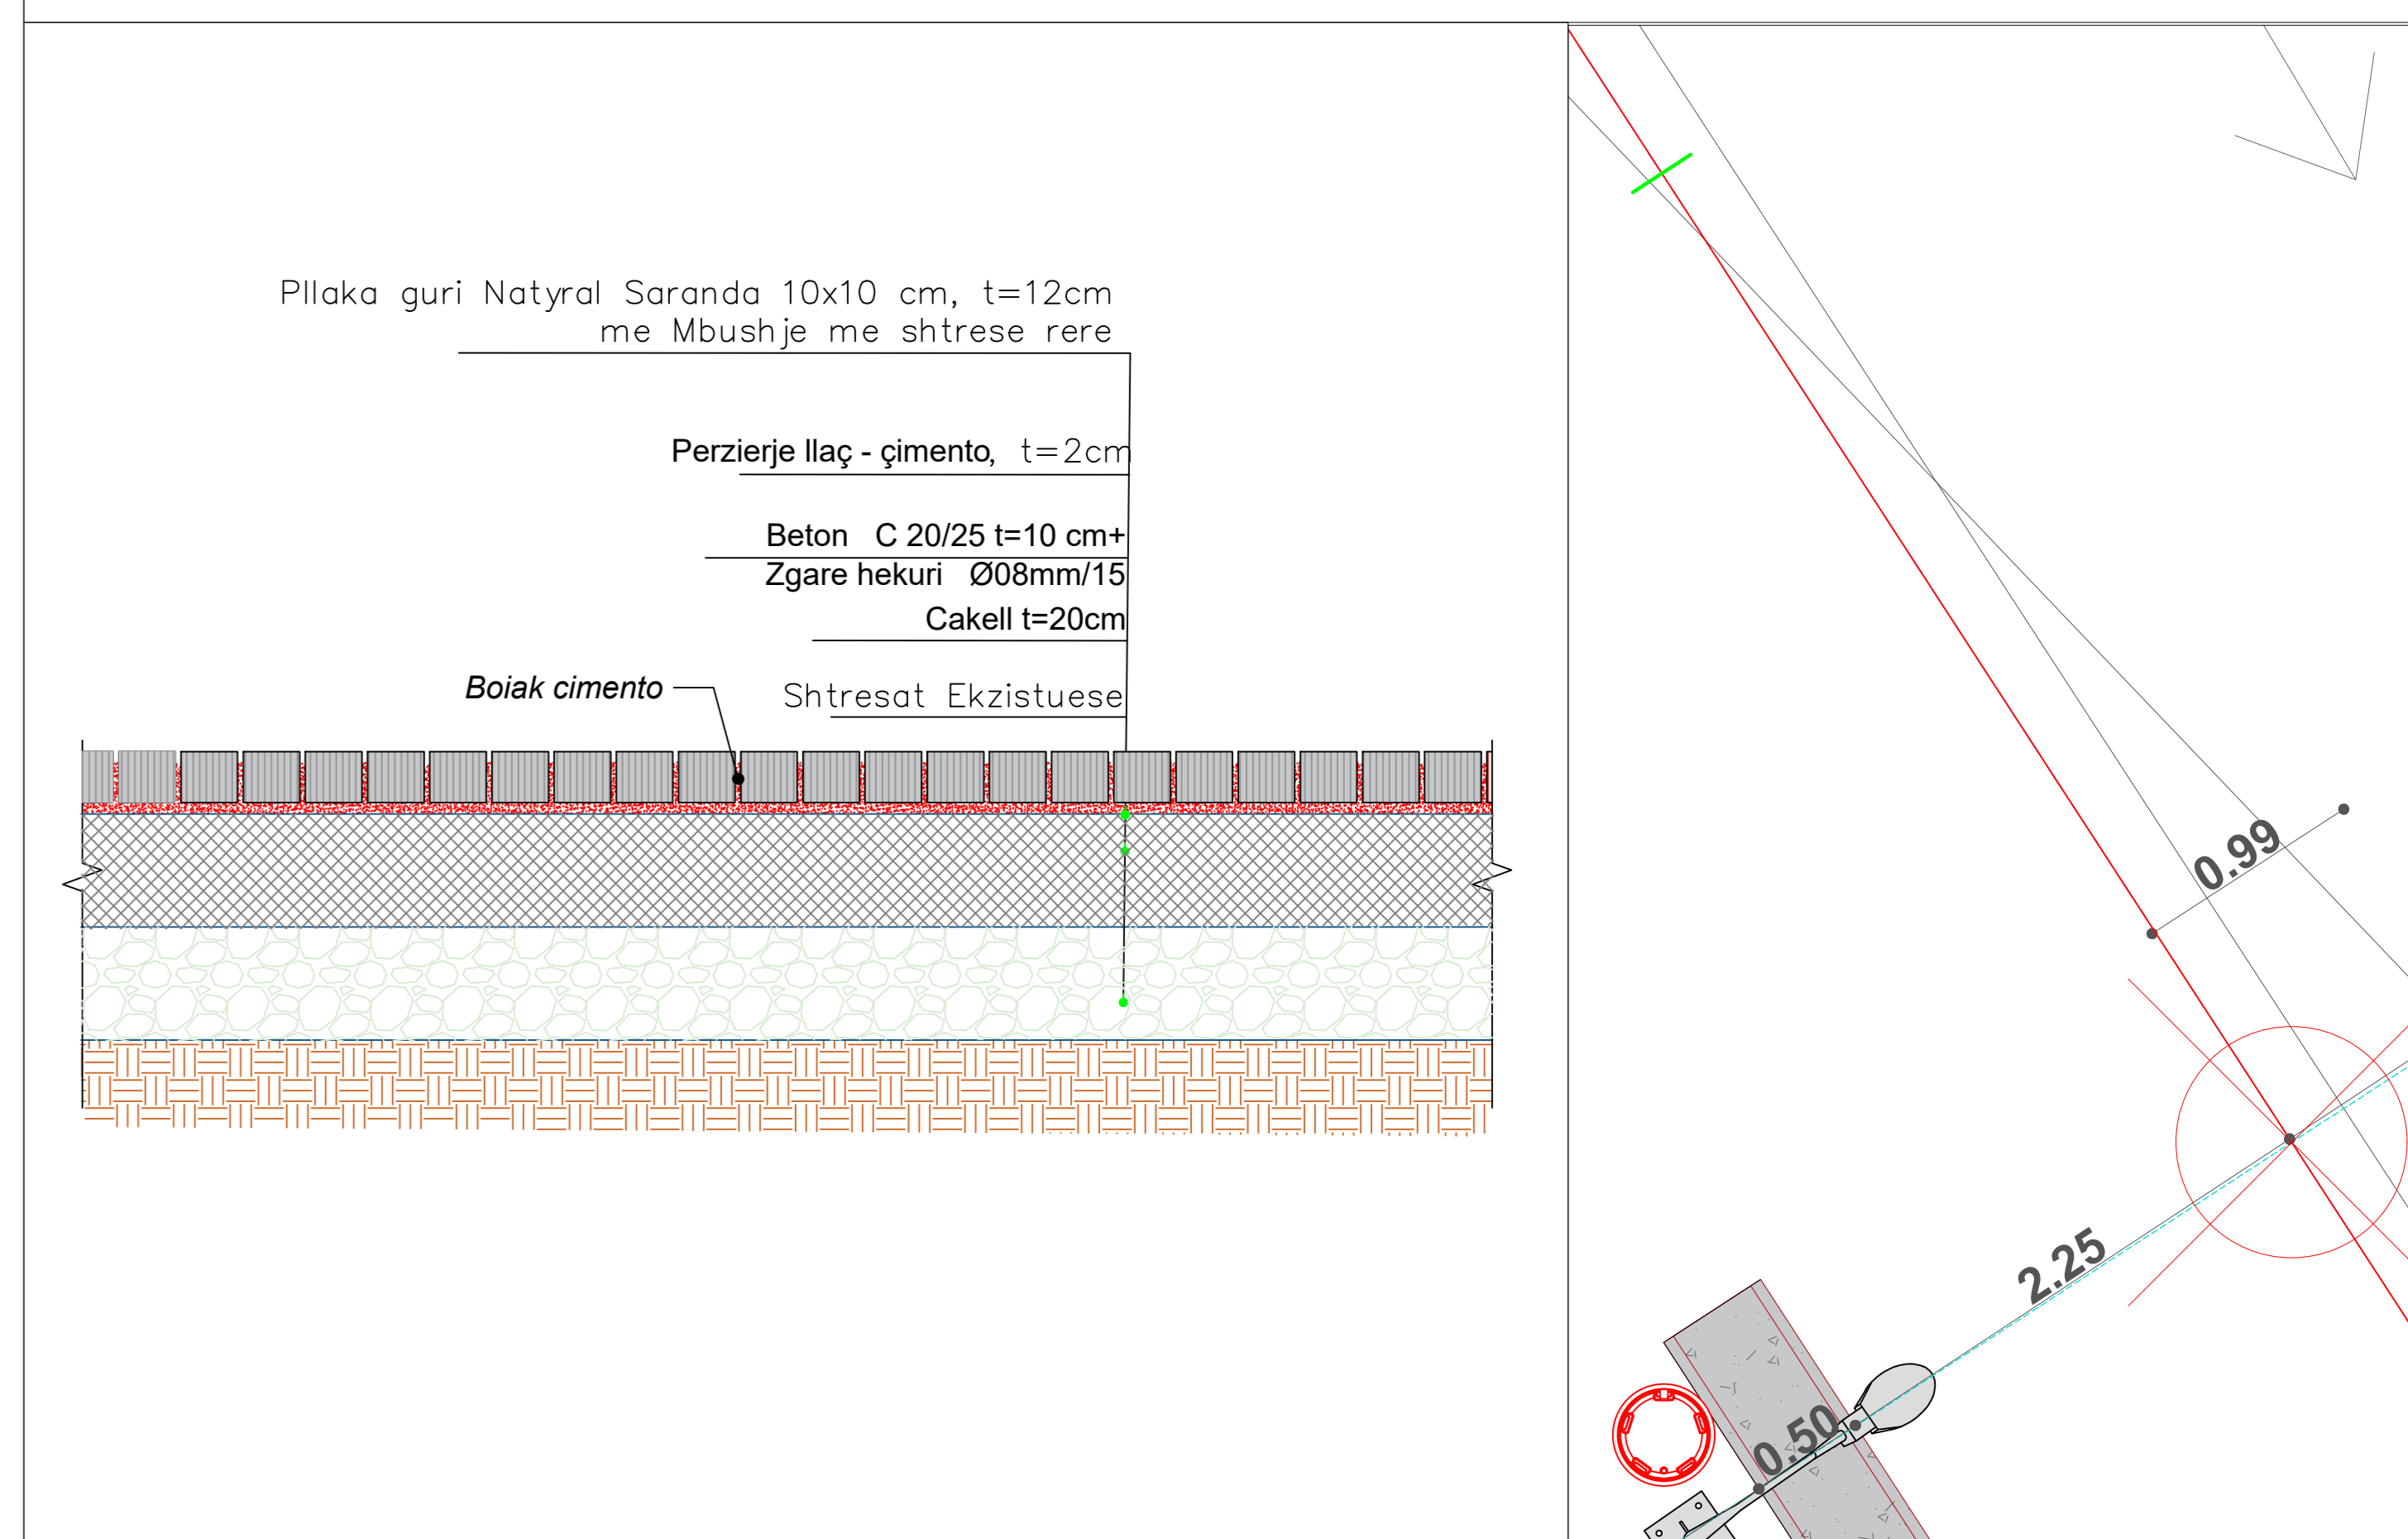 Pllaka guri Natyral Saranda 10x10 cm, t=12cm
me Mbushje me shtrese rere
Perzierje llaç - çimento, t=2cm
Beton C 20/25 t=10 cm+
Zgare hekuri Ø08mm/15
Cakell t=20cm
Boiak cimento
Shtresat Ekzistuese
0.99
2.25
0.50